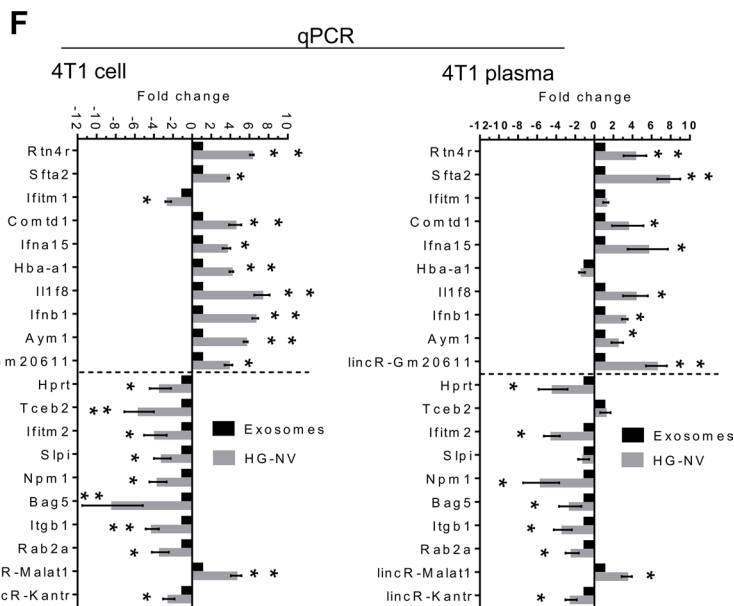 F
qPCR
4T1 cell
Fold change
-12 -10 -8 -6 -4 -2 0 2 4 6 8 10
Rtn4r * *
Sfta2 *
Ifitm1 *
Comtd1 * *
Ifna15 *
Hba-a1 * *
Il1f8 * *
Ifnb1 * *
Aym1 * *
m20611 *
Hprt *
Tceb2 * *
Ifitm2 *
Slpi *
Npm1 *
Bag5 * *
Itgb1 * *
Rab2a *
R-Malat1 * *
cR-Kantr *
Exosomes
HG-NV
4T1 plasma
Fold change
-12 -10 -8 -6 -4 -2 0 2 4 6 8 10
Rtn4r * *
Sfta2 * *
Ifitm1
Comtd1 *
Ifna15 *
Hba-a1
Il1f8 *
Ifnb1 *
Aym1 *
lincR-Gm20611 * *
Hprt *
Tceb2
Ifitm2 *
Slpi
Npm1 *
Bag5 *
Itgb1 *
Rab2a *
lincR-Malat1 *
lincR-Kantr *
Exosomes
HG-NV